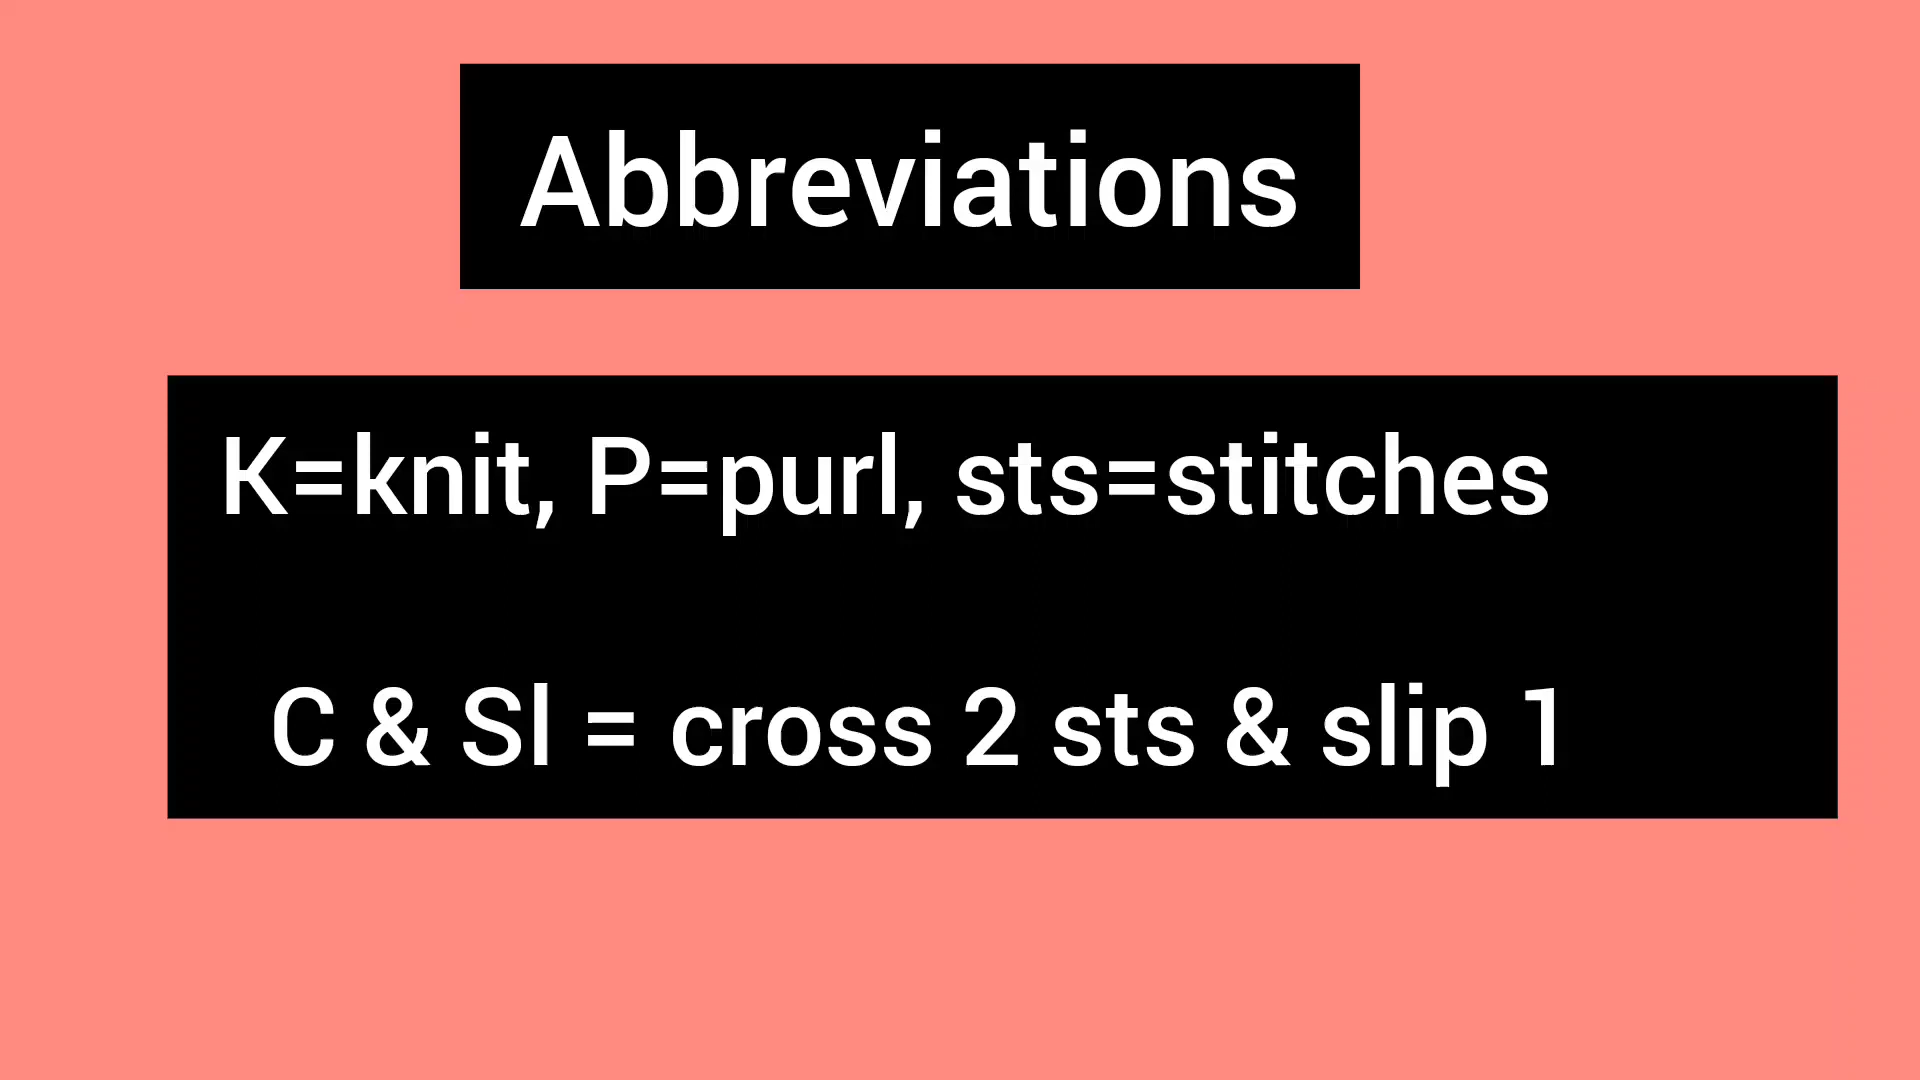 Abbreviations
K=knit, P=purl, sts=stitches
C & Sl = cross 2 sts & slip 1